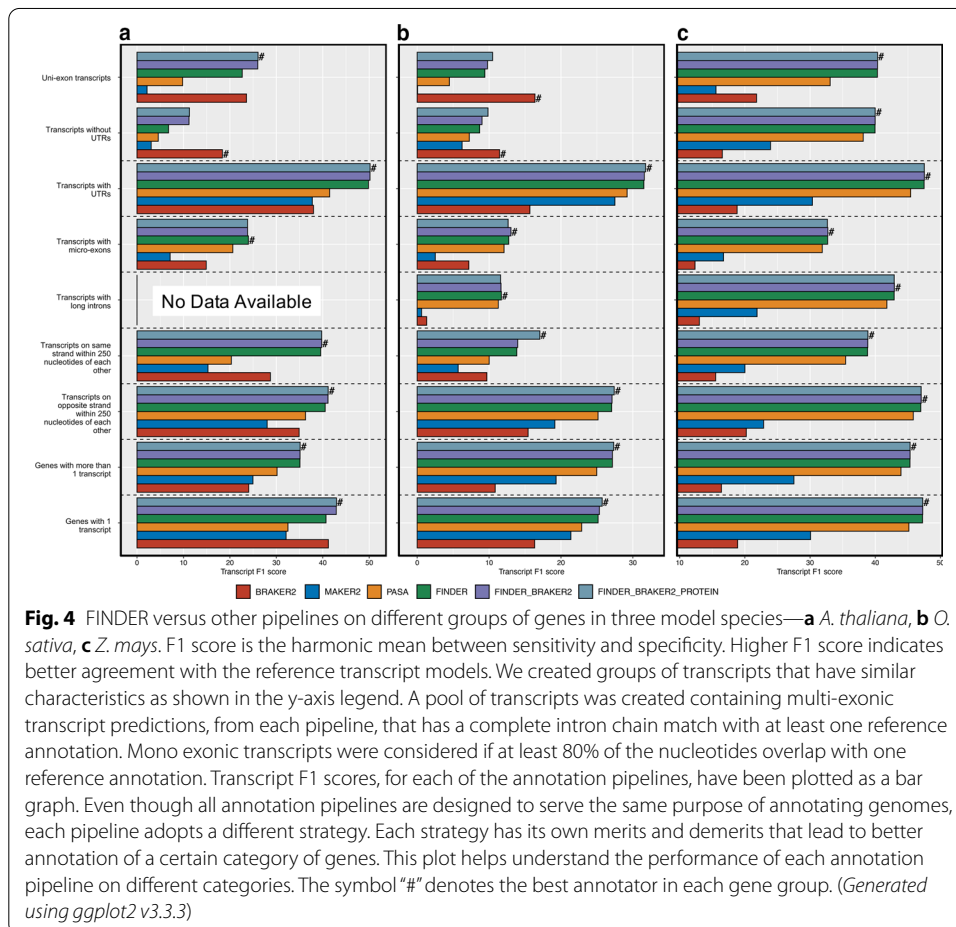 a b c
Uni-exon transcripts
#
#
#
Transcripts without
UTRs
#
#
#
Transcripts with
UTRs
#
#
#
Transcripts with
micro-exons
#
#
#
Transcripts with
long introns
No Data Available
#
#
Transcripts on same
strand within 250
nucleotides of each
other
#
#
#
Transcripts on
opposite strand
within 250
nucleotides of each
other
#
#
#
Genes with more than
1 transcript
#
#
#
Genes with 1
transcript
#
#
#
0 10 20 30 40 50 0 10 20 30 10 20 30 40 50
Transcript F1 score Transcript F1 score Transcript F1 score
BRAKER2 MAKER2 PASA FINDER FINDER_BRAKER2 FINDER_BRAKER2_PROTEIN
Fig. 4 FINDER versus other pipelines on different groups of genes in three model species—a A. thaliana, b O.
sativa, c Z. mays. F1 score is the harmonic mean between sensitivity and specificity. Higher F1 score indicates
better agreement with the reference transcript models. We created groups of transcripts that have similar
characteristics as shown in the y-axis legend. A pool of transcripts was created containing multi-exonic
transcript predictions, from each pipeline, that has a complete intron chain match with at least one reference
annotation. Mono exonic transcripts were considered if at least 80% of the nucleotides overlap with one
reference annotation. Transcript F1 scores, for each of the annotation pipelines, have been plotted as a bar
graph. Even though all annotation pipelines are designed to serve the same purpose of annotating genomes,
each pipeline adopts a different strategy. Each strategy has its own merits and demerits that lead to better
annotation of a certain category of genes. This plot helps understand the performance of each annotation
pipeline on different categories. The symbol "#" denotes the best annotator in each gene group. (Generated
using ggplot2 v3.3.3)